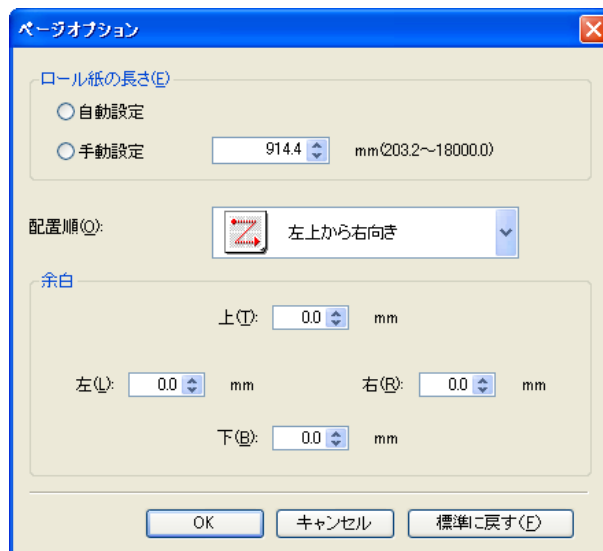 ページオプション
ロール紙の長さ(E)
自動設定
手動設定 914.4 mm(203.2～18000.0)
配置順(O): 左上から右向き
余白
上(T): 0.0 mm
左(L): 0.0 mm 右(R): 0.0 mm
下(B): 0.0 mm
OK キャンセル 標準に戻す(F)